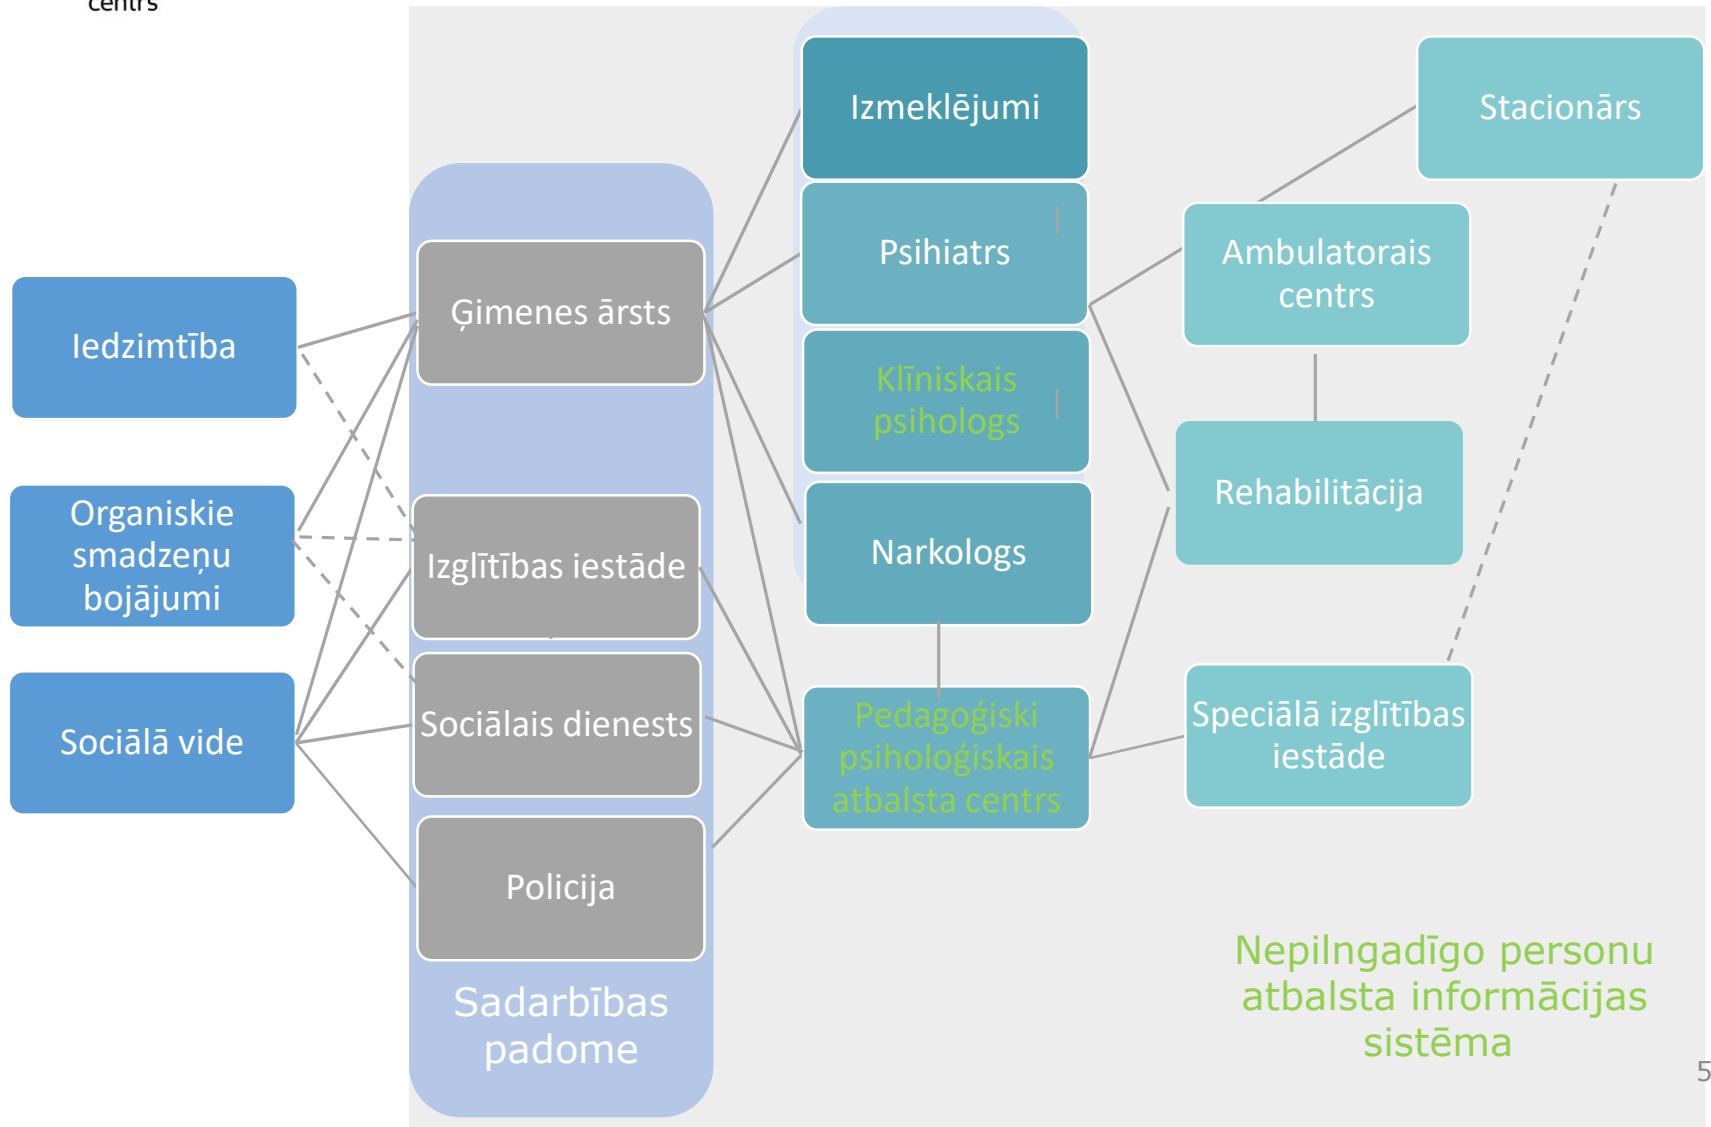 centrs
Iedzimtība
Organiskie
smadzeņu
bojājumi
Sociālā vide
Ģimenes ārsts
Izglītības iestāde
Sociālais dienests
Policija
Sadarbības
padome
Izmeklējumi
Psihiatrs
Klīniskais
psihologs
Narkologs
Pedagoģiski
psiholoģiskais
atbalsta centrs
Stacionārs
Ambulatorais
centrs
Rehabilitācija
Speciālā izglītības
iestāde
Nepilngadīgo personu
atbalsta informācijas
sistēma
5